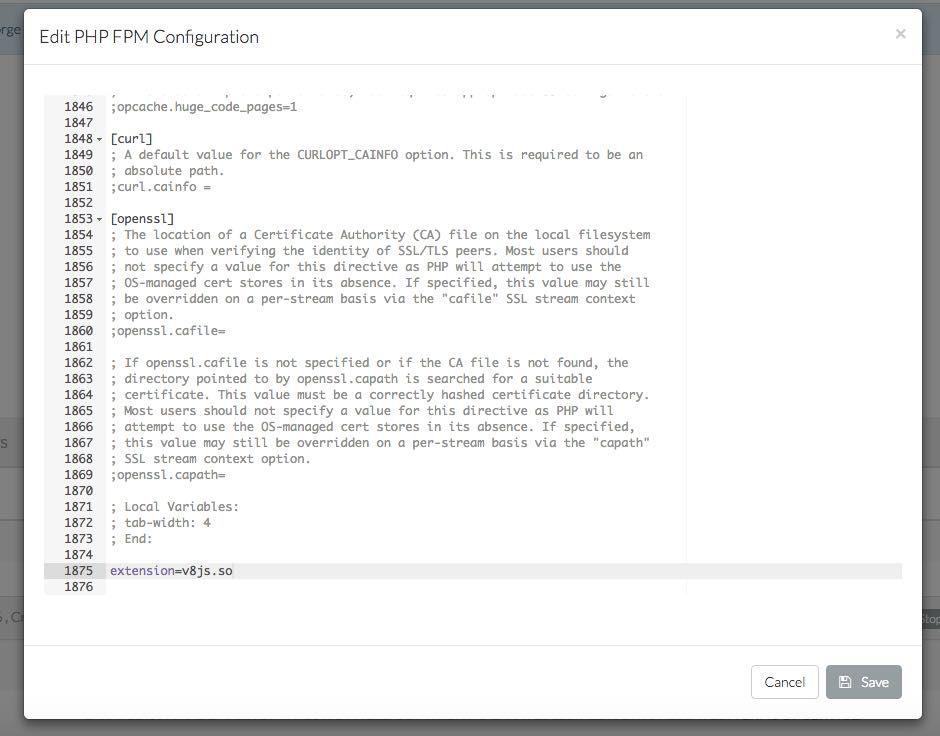 Edit PHP FPM Configuration
×
1846 ;opcache.huge_code_pages=1
1847
1848 [curl]
1849 ; A default value for the CURLOPT_CAINFO option. This is required to be an
1850 ; absolute path.
1851 ;curl.cainfo =
1852
1853 [openssl]
1854 ; The location of a Certificate Authority (CA) file on the local filesystem
1855 ; to use when verifying the identity of SSL/TLS peers. Most users should
1856 ; not specify a value for this directive as PHP will attempt to use the
1857 ; OS-managed cert stores in its absence. If specified, this value may still
1858 ; be overridden on a per-stream basis via the "cafile" SSL stream context
1859 ; option.
1860 ;openssl.cafile=
1861
1862 ; If openssl.cafile is not specified or if the CA file is not found, the
1863 ; directory pointed to by openssl.capath is searched for a suitable
1864 ; certificate. This value must be a correctly hashed certificate directory.
1865 ; Most users should not specify a value for this directive as PHP will
1866 ; attempt to use the OS-managed cert stores in its absence. If specified,
1867 ; this value may still be overridden on a per-stream basis via the "capath"
1868 ; SSL stream context option.
1869 ;openssl.capath=
1870
1871 ; Local Variables:
1872 ; tab-width: 4
1873 ; End:
1874
1875 extension=v8js.so
1876
Cancel
Save